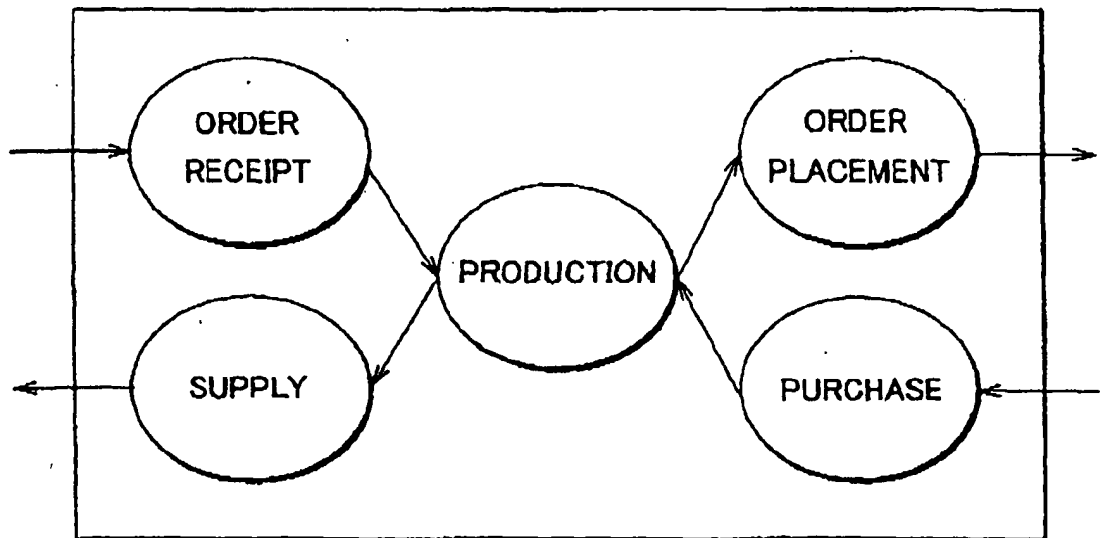 ORDER
RECEIPT
ORDER
PLACEMENT
PRODUCTION
SUPPLY
PURCHASE